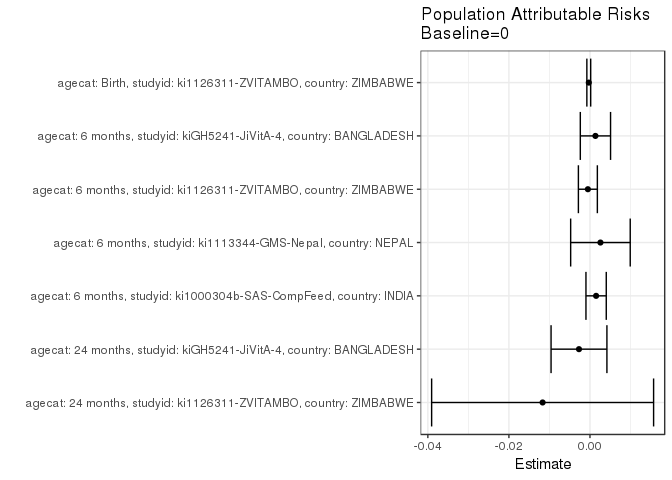 Population Attributable Risks
Baseline=0
agecat: Birth, studyid: ki1126311-ZVITAMBO, country: ZIMBABWE
agecat: 6 months, studyid: kiGH5241-JiVitA-4, country: BANGLADESH
agecat: 6 months, studyid: ki1126311-ZVITAMBO, country: ZIMBABWE
agecat: 6 months, studyid: ki1113344-GMS-Nepal, country: NEPAL
agecat: 6 months, studyid: ki1000304b-SAS-CompFeed, country: INDIA
agecat: 24 months, studyid: kiGH5241-JiVitA-4, country: BANGLADESH
agecat: 24 months, studyid: ki1126311-ZVITAMBO, country: ZIMBABWE
-0.04 -0.02 0.00
Estimate